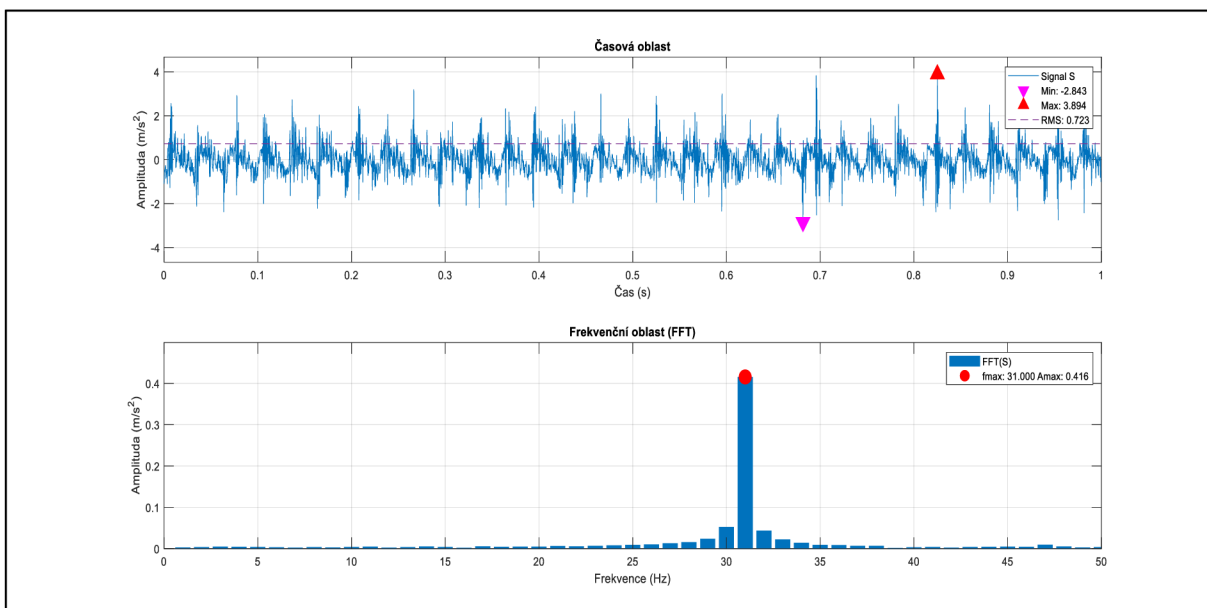 Časová oblast
Amplituda (m/s²)
4
2
0
-2
-4
Signal S
Min: -2.843
Max: 3.894
RMS: 0.723
0 0.1 0.2 0.3 0.4 0.5 0.6 0.7 0.8 0.9 1
Čas (s)
Frekvenční oblast (FFT)
Amplituda (m/s²)
0.4
0.3
0.2
0.1
0
FFT(S)
fmax: 31.000 Amax: 0.416
0 5 10 15 20 25 30 35 40 45 50
Frekvence (Hz)